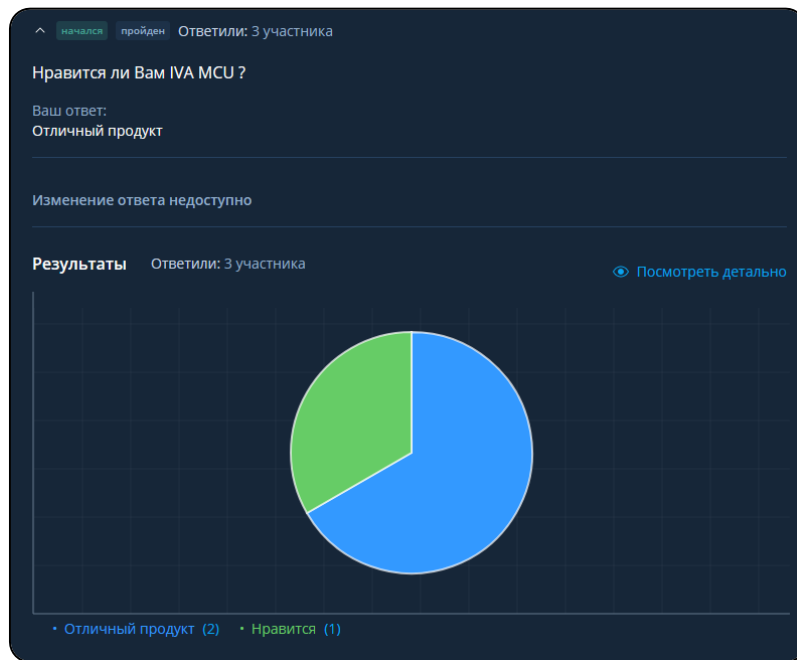 начался пройден Ответили: 3 участника
Нравится ли Вам IVA MCU ?
Ваш ответ:
Отличный продукт
Изменение ответа недоступно
Результаты Ответили: 3 участника
Посмотреть детально
• Отличный продукт (2) • Нравится (1)